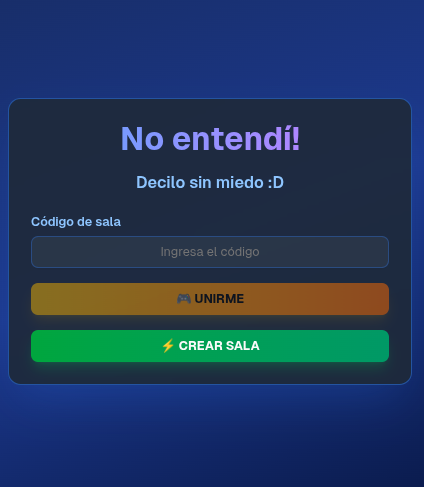 No entendí!
Decilo sin miedo :D
Código de sala
Ingresa el código
🎮 UNIRME
⚡ CREAR SALA